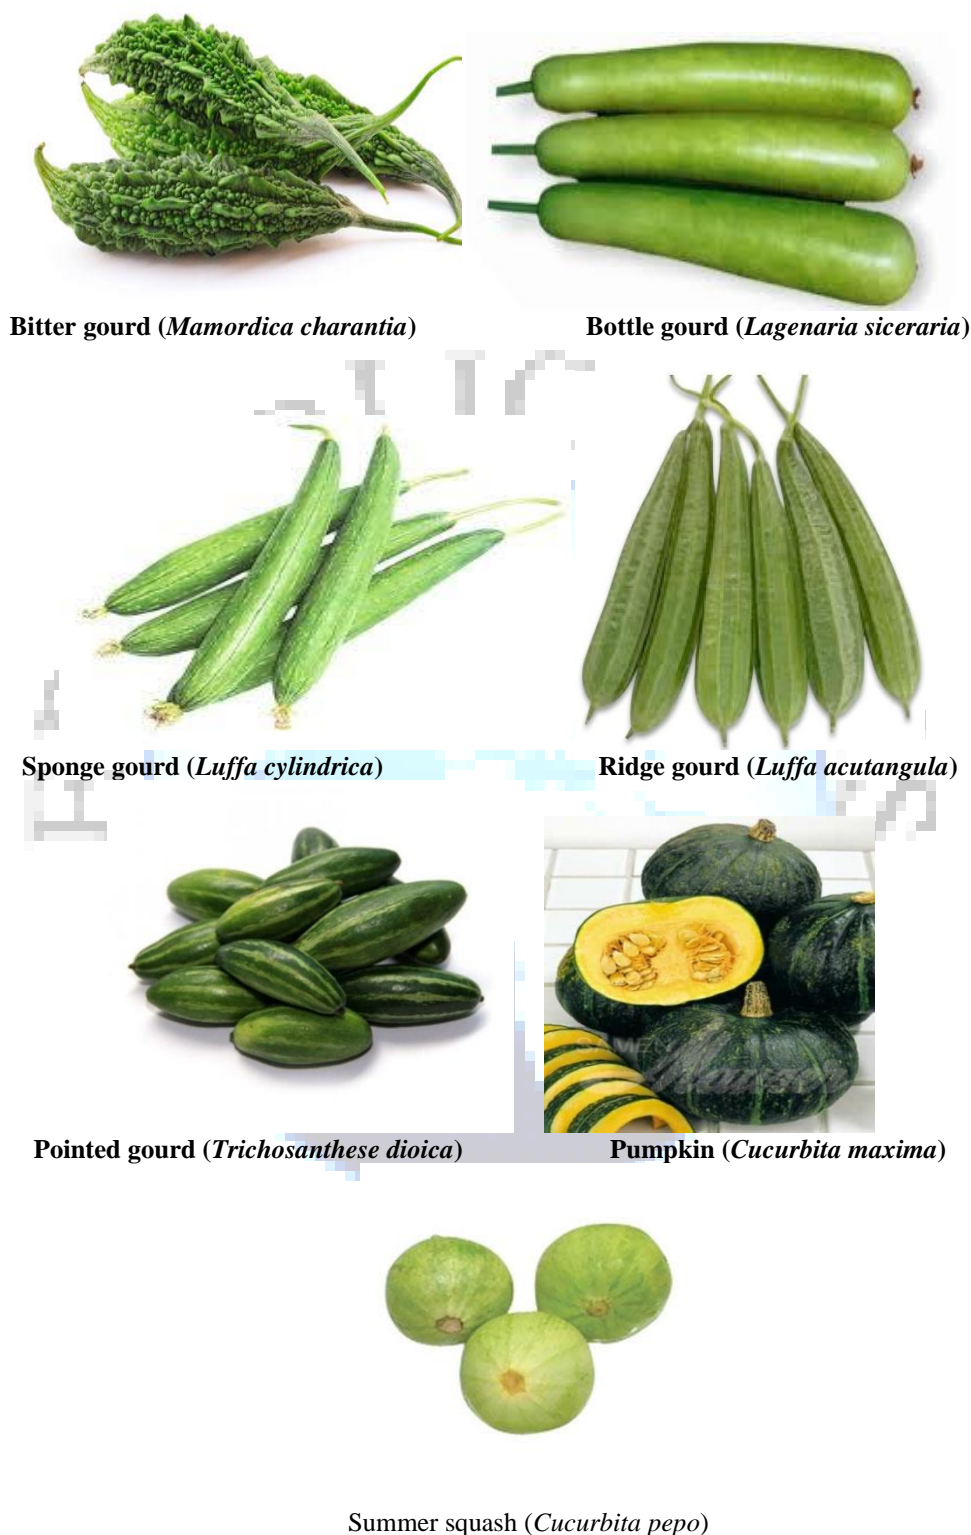 Bitter gourd (Mamordica charantia)
Bottle gourd (Lagenaria siceraria)
Sponge gourd (Luffa cylindrica)
Ridge gourd (Luffa acutangula)
SAME
Pointed gourd (Trichosanthese dioica)
Pumpkin (Cucurbita maxima)
Summer squash (Cucurbita pepo)